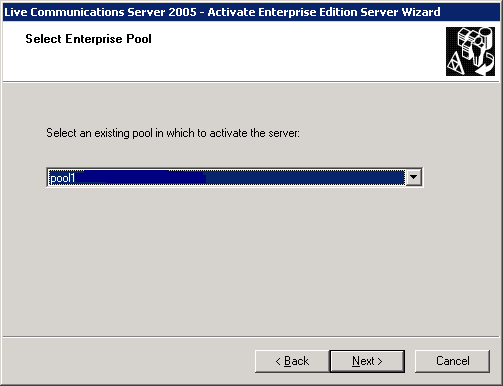 Live Communications Server 2005 - Activate Enterprise Edition Server Wizard
Select Enterprise Pool
Select an existing pool in which to activate the server:
pool1
< Back
Next >
Cancel